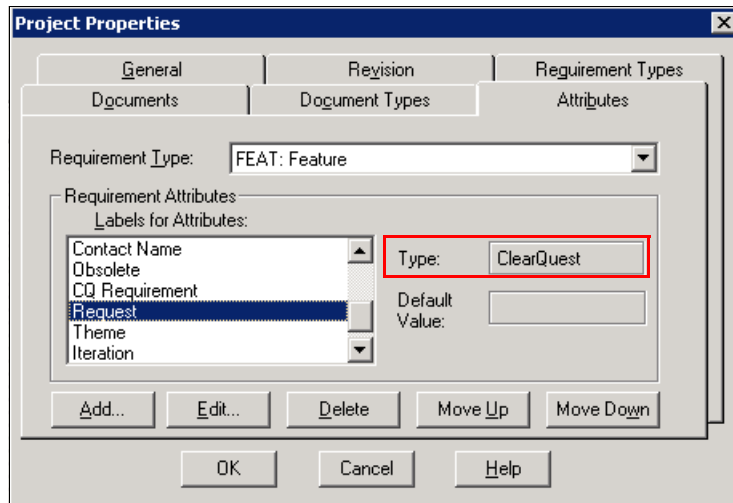 Project Properties
General Revision Requirement Types
Documents Document Types Attributes
Requirement Type: FEAT: Feature
Requirement Attributes
Labels for Attributes:
Contact Name
Obsolete
CQ Requirement
Request
Theme
Iteration
Type: ClearQuest
Default
Value:
Add... Edit... Delete Move Up Move Down
OK Cancel Help